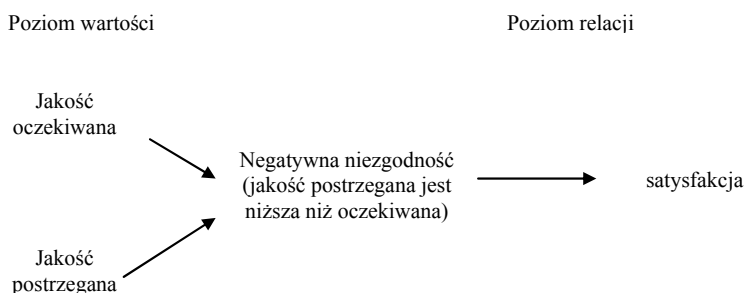 Poziom wartości
Poziom relacji
Jakość
oczekiwana
Negatywna niezgodność
(jakość postrzegana jest
niższa niż oczekiwana)
satysfakcja
Jakość
postrzegana